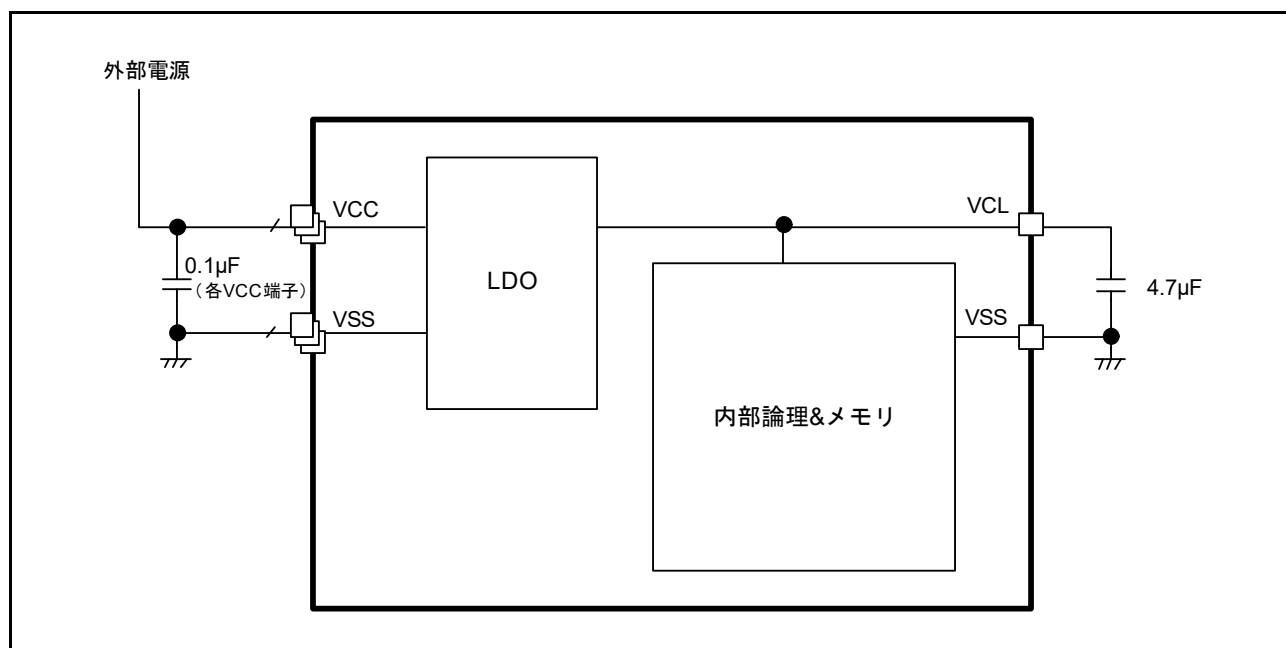 外部電源
VCC
VCL
0.1µF
（各VCC端子）
LDO
4.7µF
VSS
VSS
内部論理&メモリ